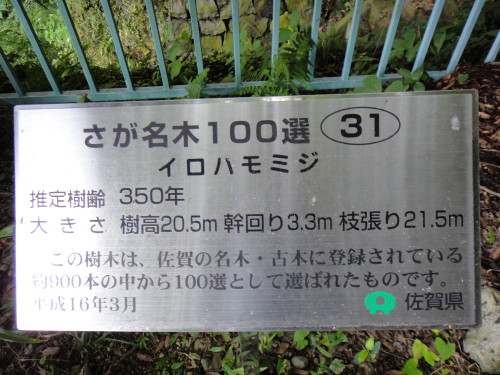 さが名木100選 31
イロハモミジ
推定樹齢 350年
大きさ 樹高20.5m 幹回り3.3m 枝張り21.5m
この樹木は、佐賀の名木・古木に登録されている
約900本の中から100選として選ばれたものです。
平成16年3月
佐賀県